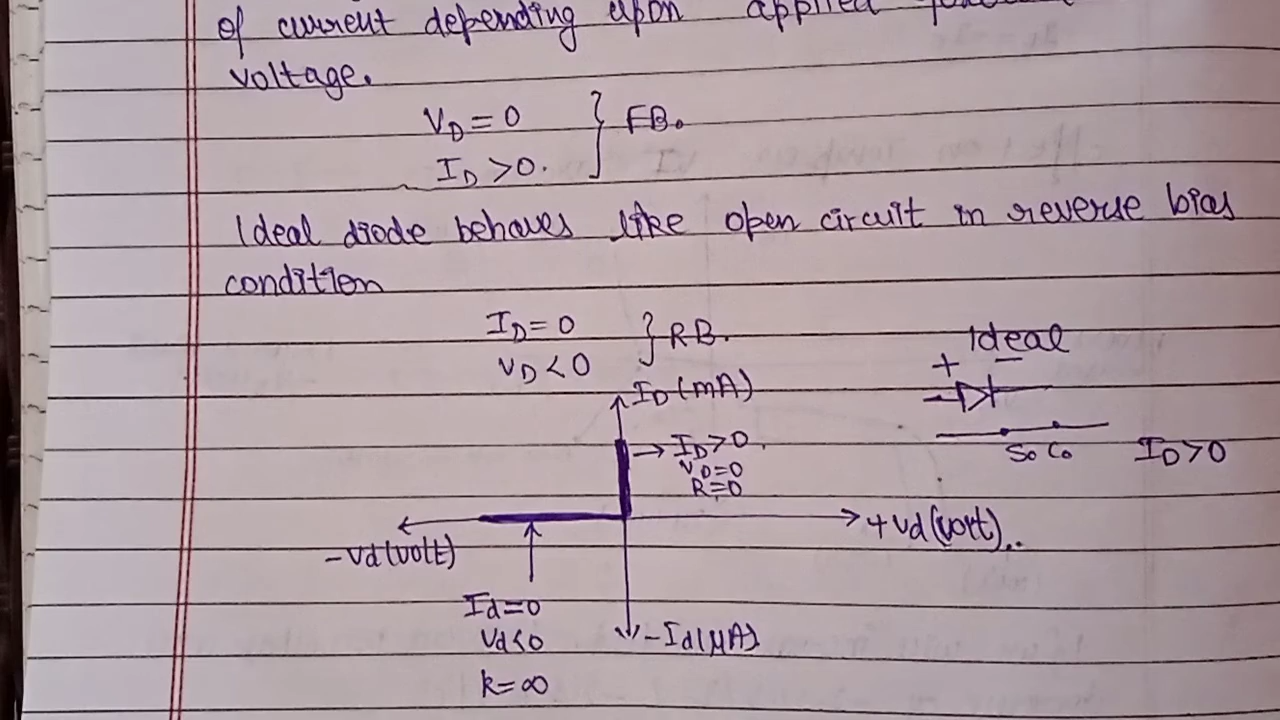 of current depending upon applied
voltage.
V_D = 0 } FB.
I_D > 0.
Ideal diode behaves like open circuit in reverse bias
condition
I_D = 0 } RB.
V_D < 0
I_D (mA)
Ideal
+ −
→ I_D > 0.
V_D = 0
R = 0
S.C. I_D > 0
-Vd(volt)
+Vd(volt)..
Id=0
Vd<0
-Id(μA)
R=∞